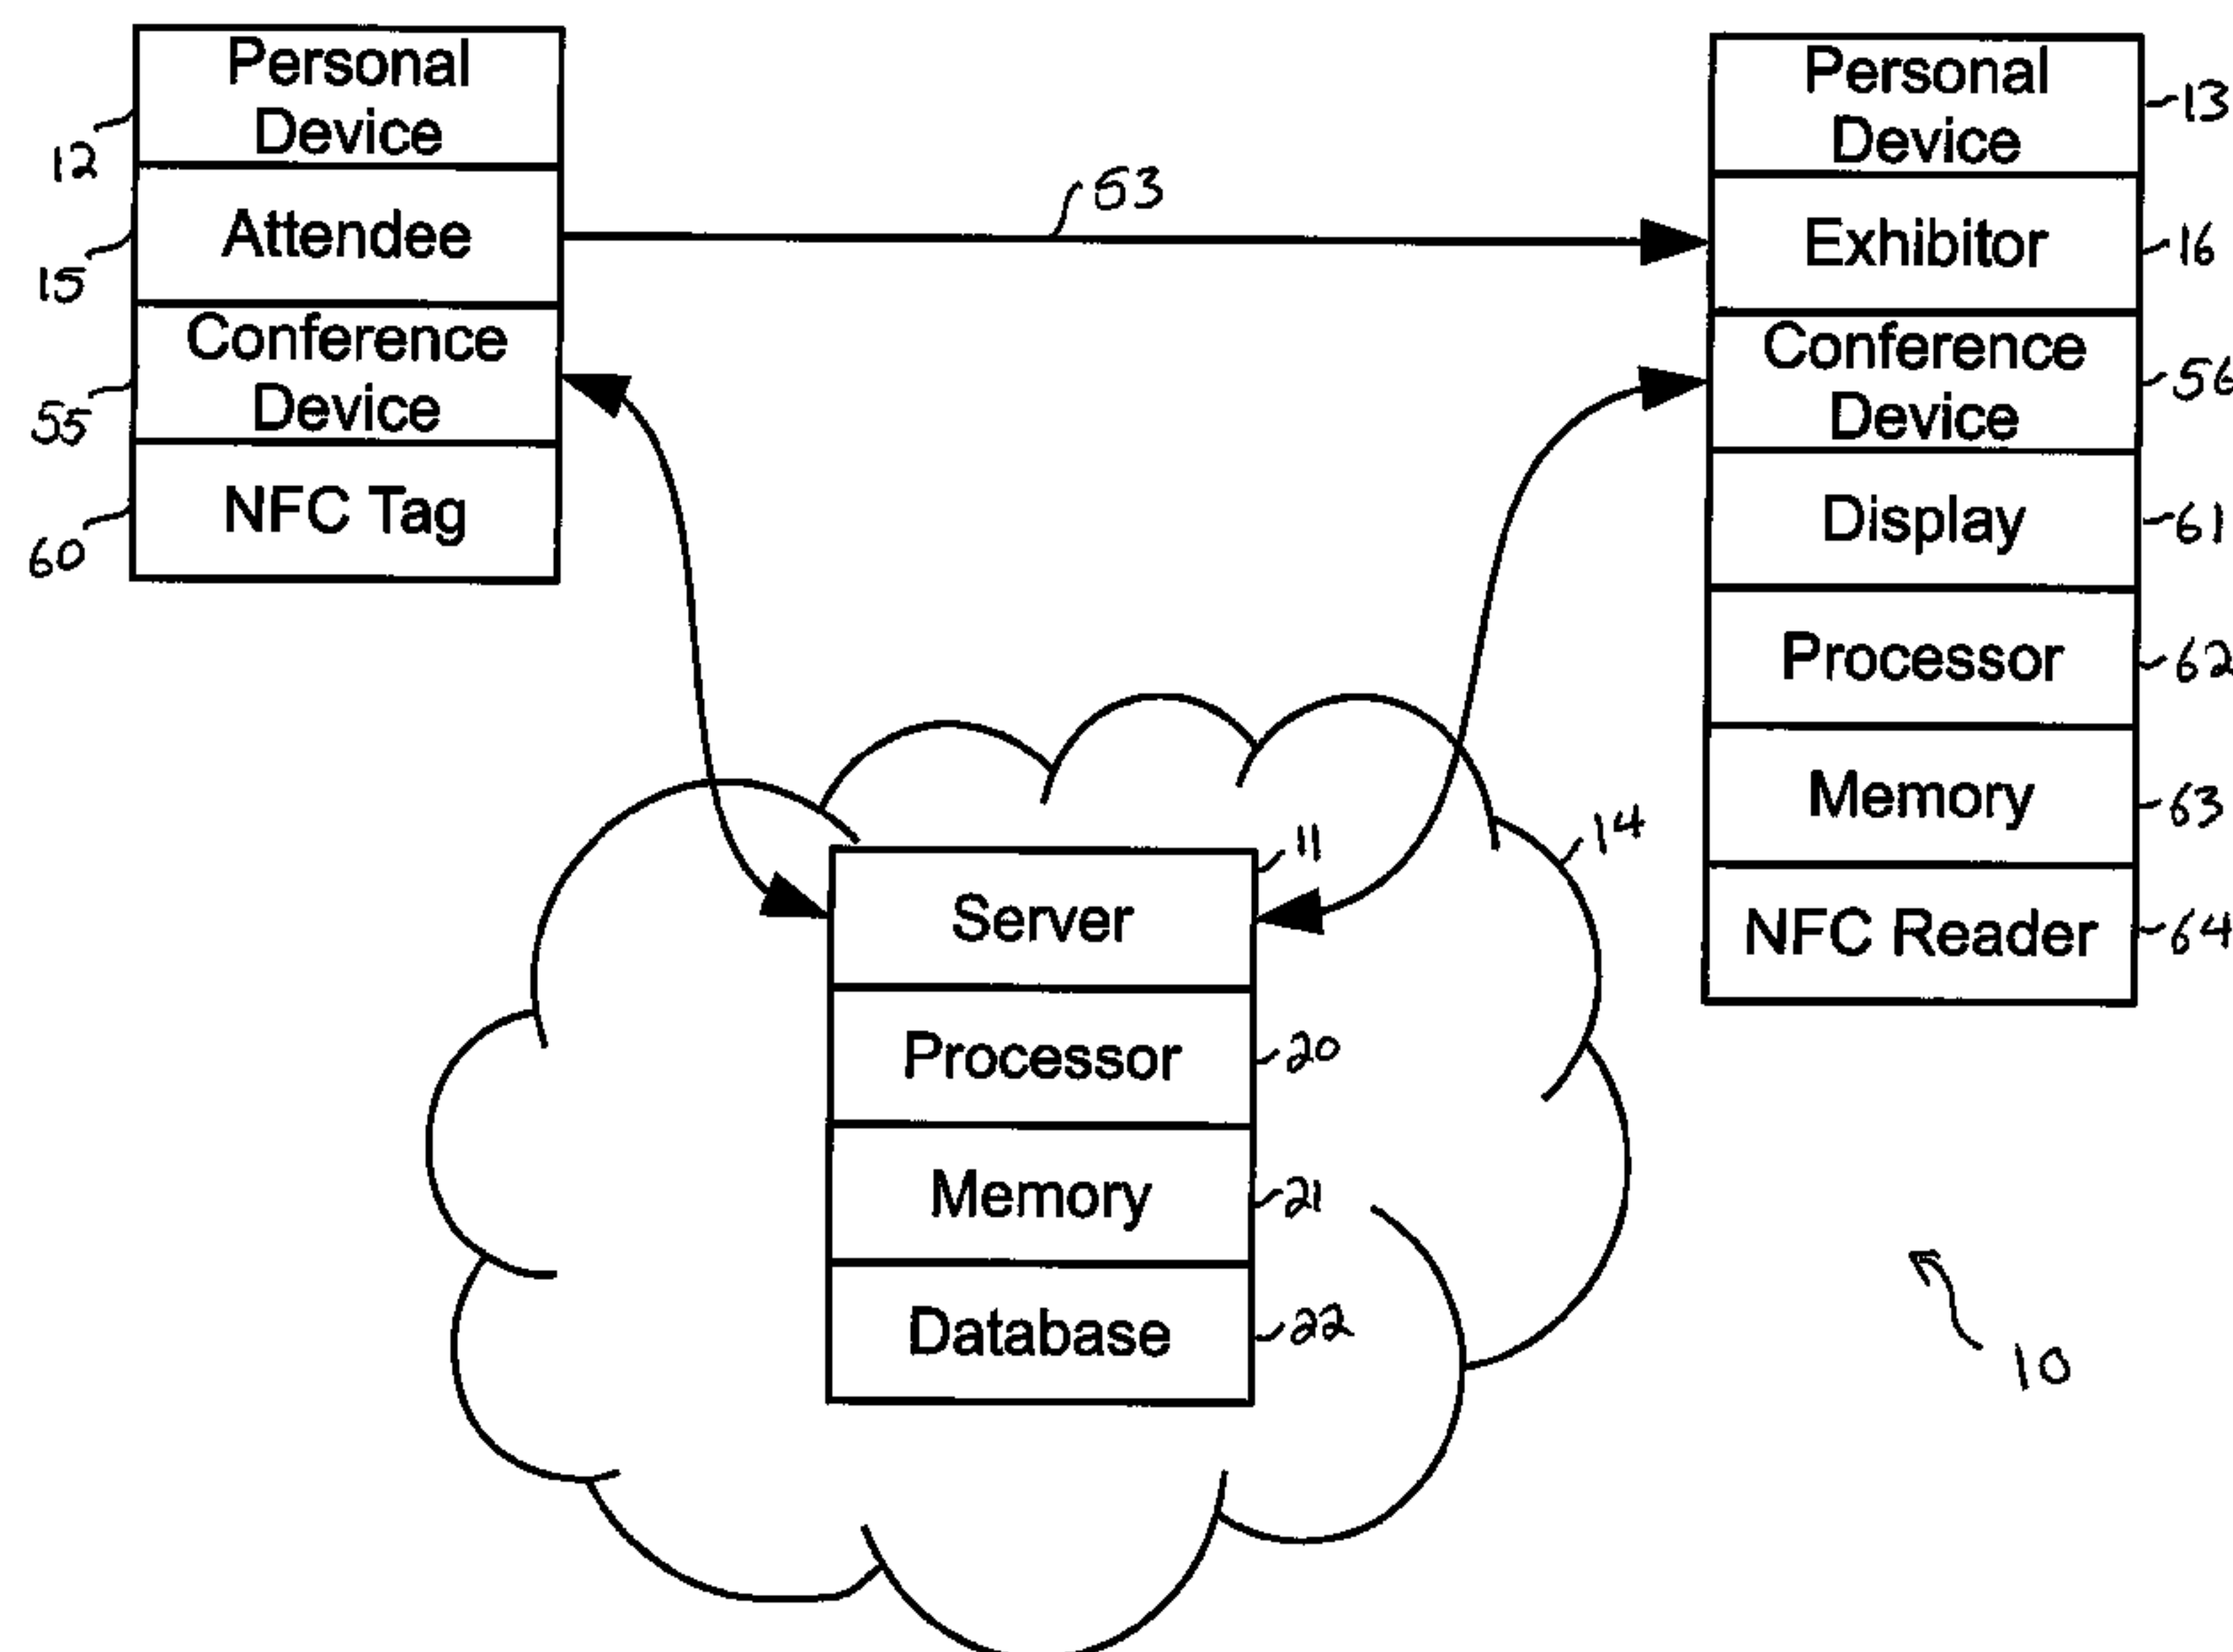 Personal
Device
12
Attendee
15
Conference
Device
55
NFC Tag
60
63
Personal
Device
13
Exhibitor
16
Conference
Device
56
Display
61
Processor
62
Memory
63
NFC Reader
64
14
Server
11
Processor
20
Memory
21
Database
22
10